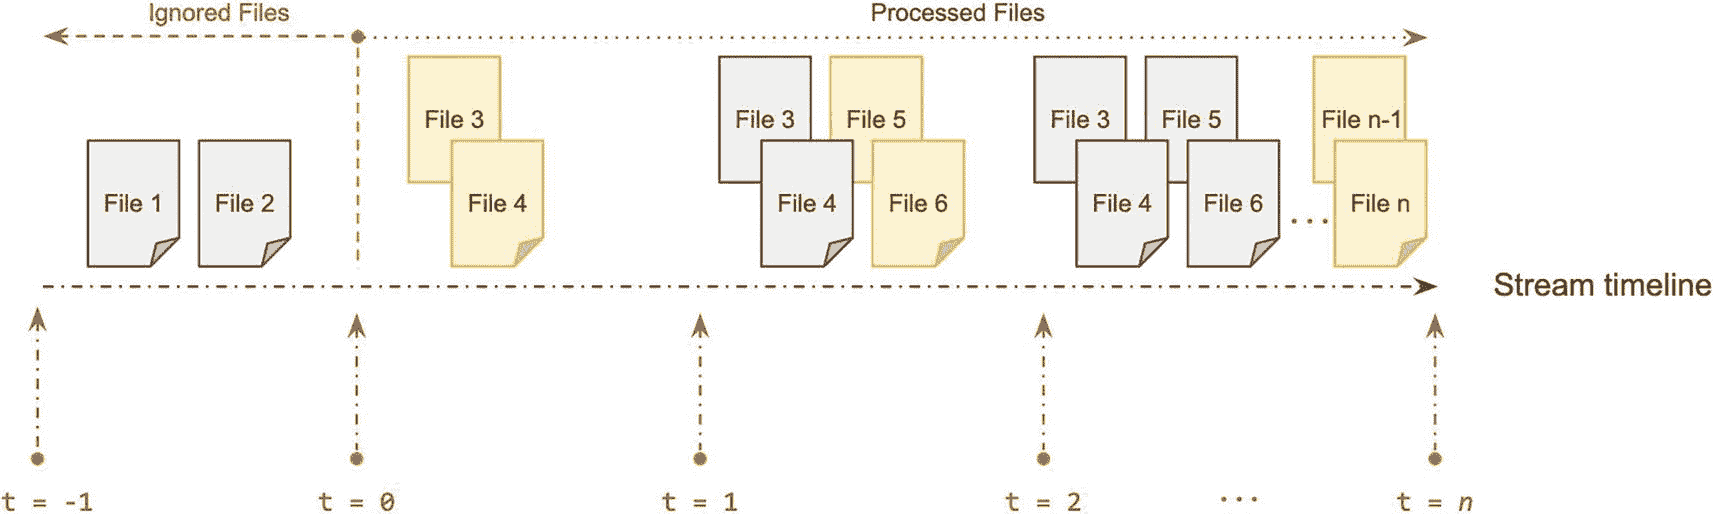 Ignored Files
Processed Files
File 3
File 3
File 5
File 3
File 5
File n-1
File 1
File 2
File 4
File 4
File 6
File 4
File 6
...
File n
Stream timeline
t = -1
t = 0
t = 1
t = 2
...
t = n